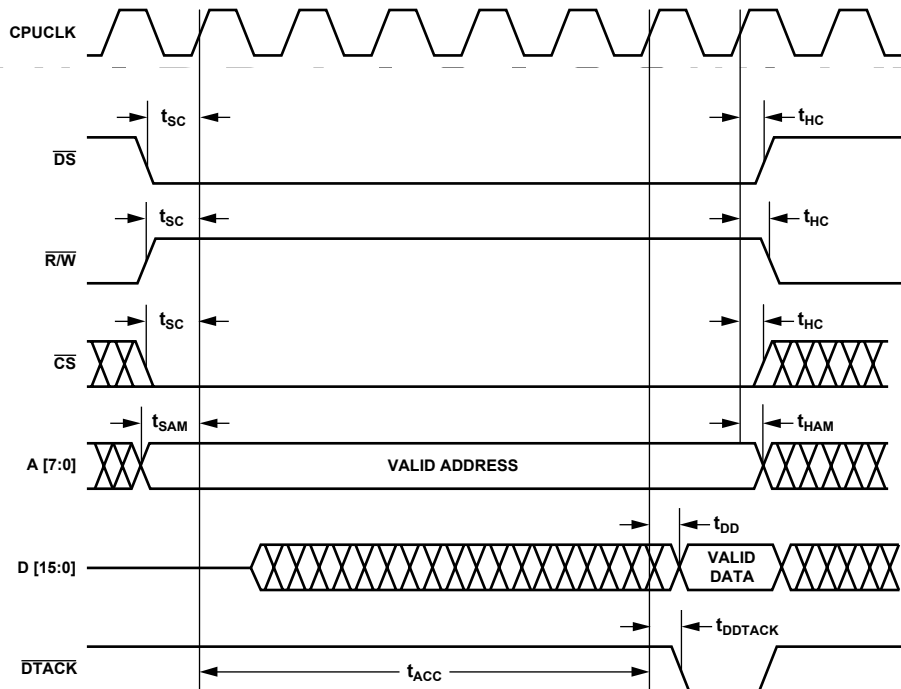 CPUCLK
tSC
tHC
DS
tSC
tHC
R/W
tSC
tHC
CS
tSAM
tHAM
A [7:0]
VALID ADDRESS
tDD
D [15:0]
VALID
DATA
tDDTACK
DTACK
tACC